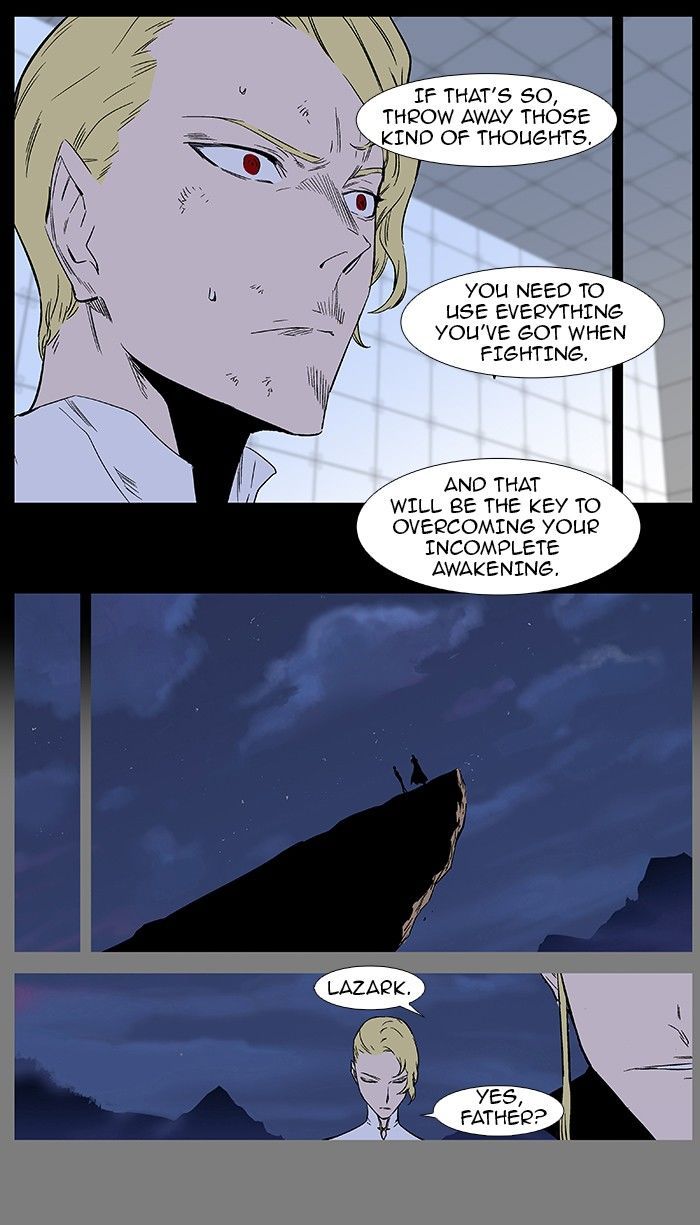 IF THAT'S SO,
THROW AWAY THOSE
KIND OF THOUGHTS.
YOU NEED TO
USE EVERYTHING
YOU'VE GOT WHEN
FIGHTING.
AND THAT
WILL BE THE KEY TO
OVERCOMING YOUR
INCOMPLETE
AWAKENING.
LAZARK.
YES,
FATHER?